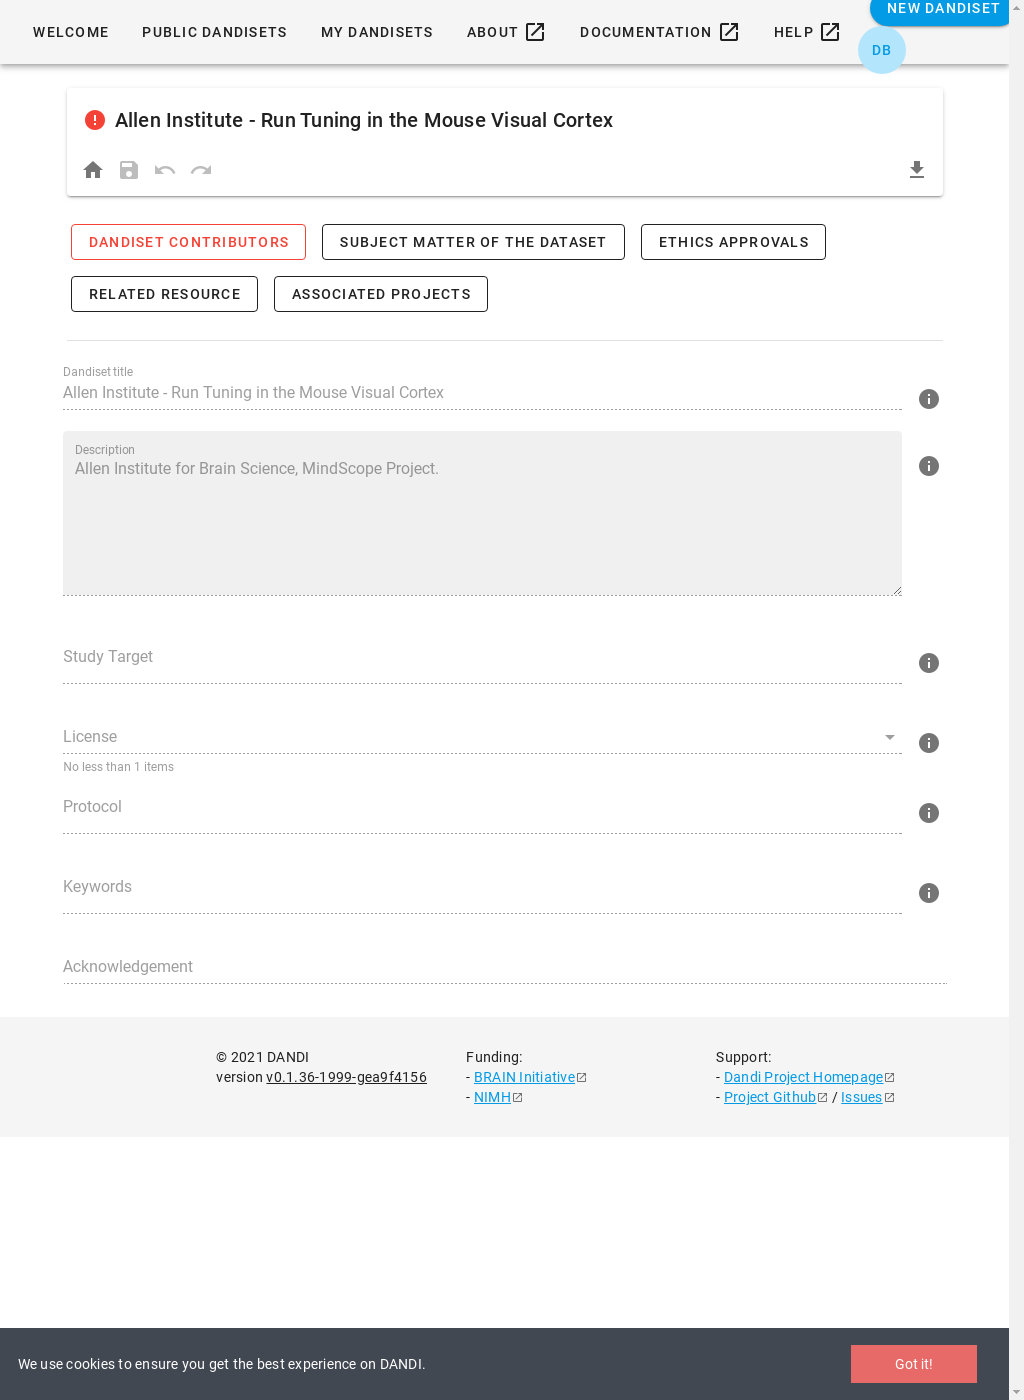 NEW DANDISET
WELCOME PUBLIC DANDISETS MY DANDISETS ABOUT DOCUMENTATION HELP
DB
Allen Institute - Run Tuning in the Mouse Visual Cortex
DANDISET CONTRIBUTORS SUBJECT MATTER OF THE DATASET ETHICS APPROVALS
RELATED RESOURCE ASSOCIATED PROJECTS
Dandiset title
Allen Institute - Run Tuning in the Mouse Visual Cortex
Description
Allen Institute for Brain Science, MindScope Project.
Study Target
License
No less than 1 items
Protocol
Keywords
Acknowledgement
© 2021 DANDI
version v0.1.36-1999-gea9f4156
Funding:
- BRAIN Initiative
- NIMH
Support:
- Dandi Project Homepage
- Project Github / Issues
We use cookies to ensure you get the best experience on DANDI.
Got it!